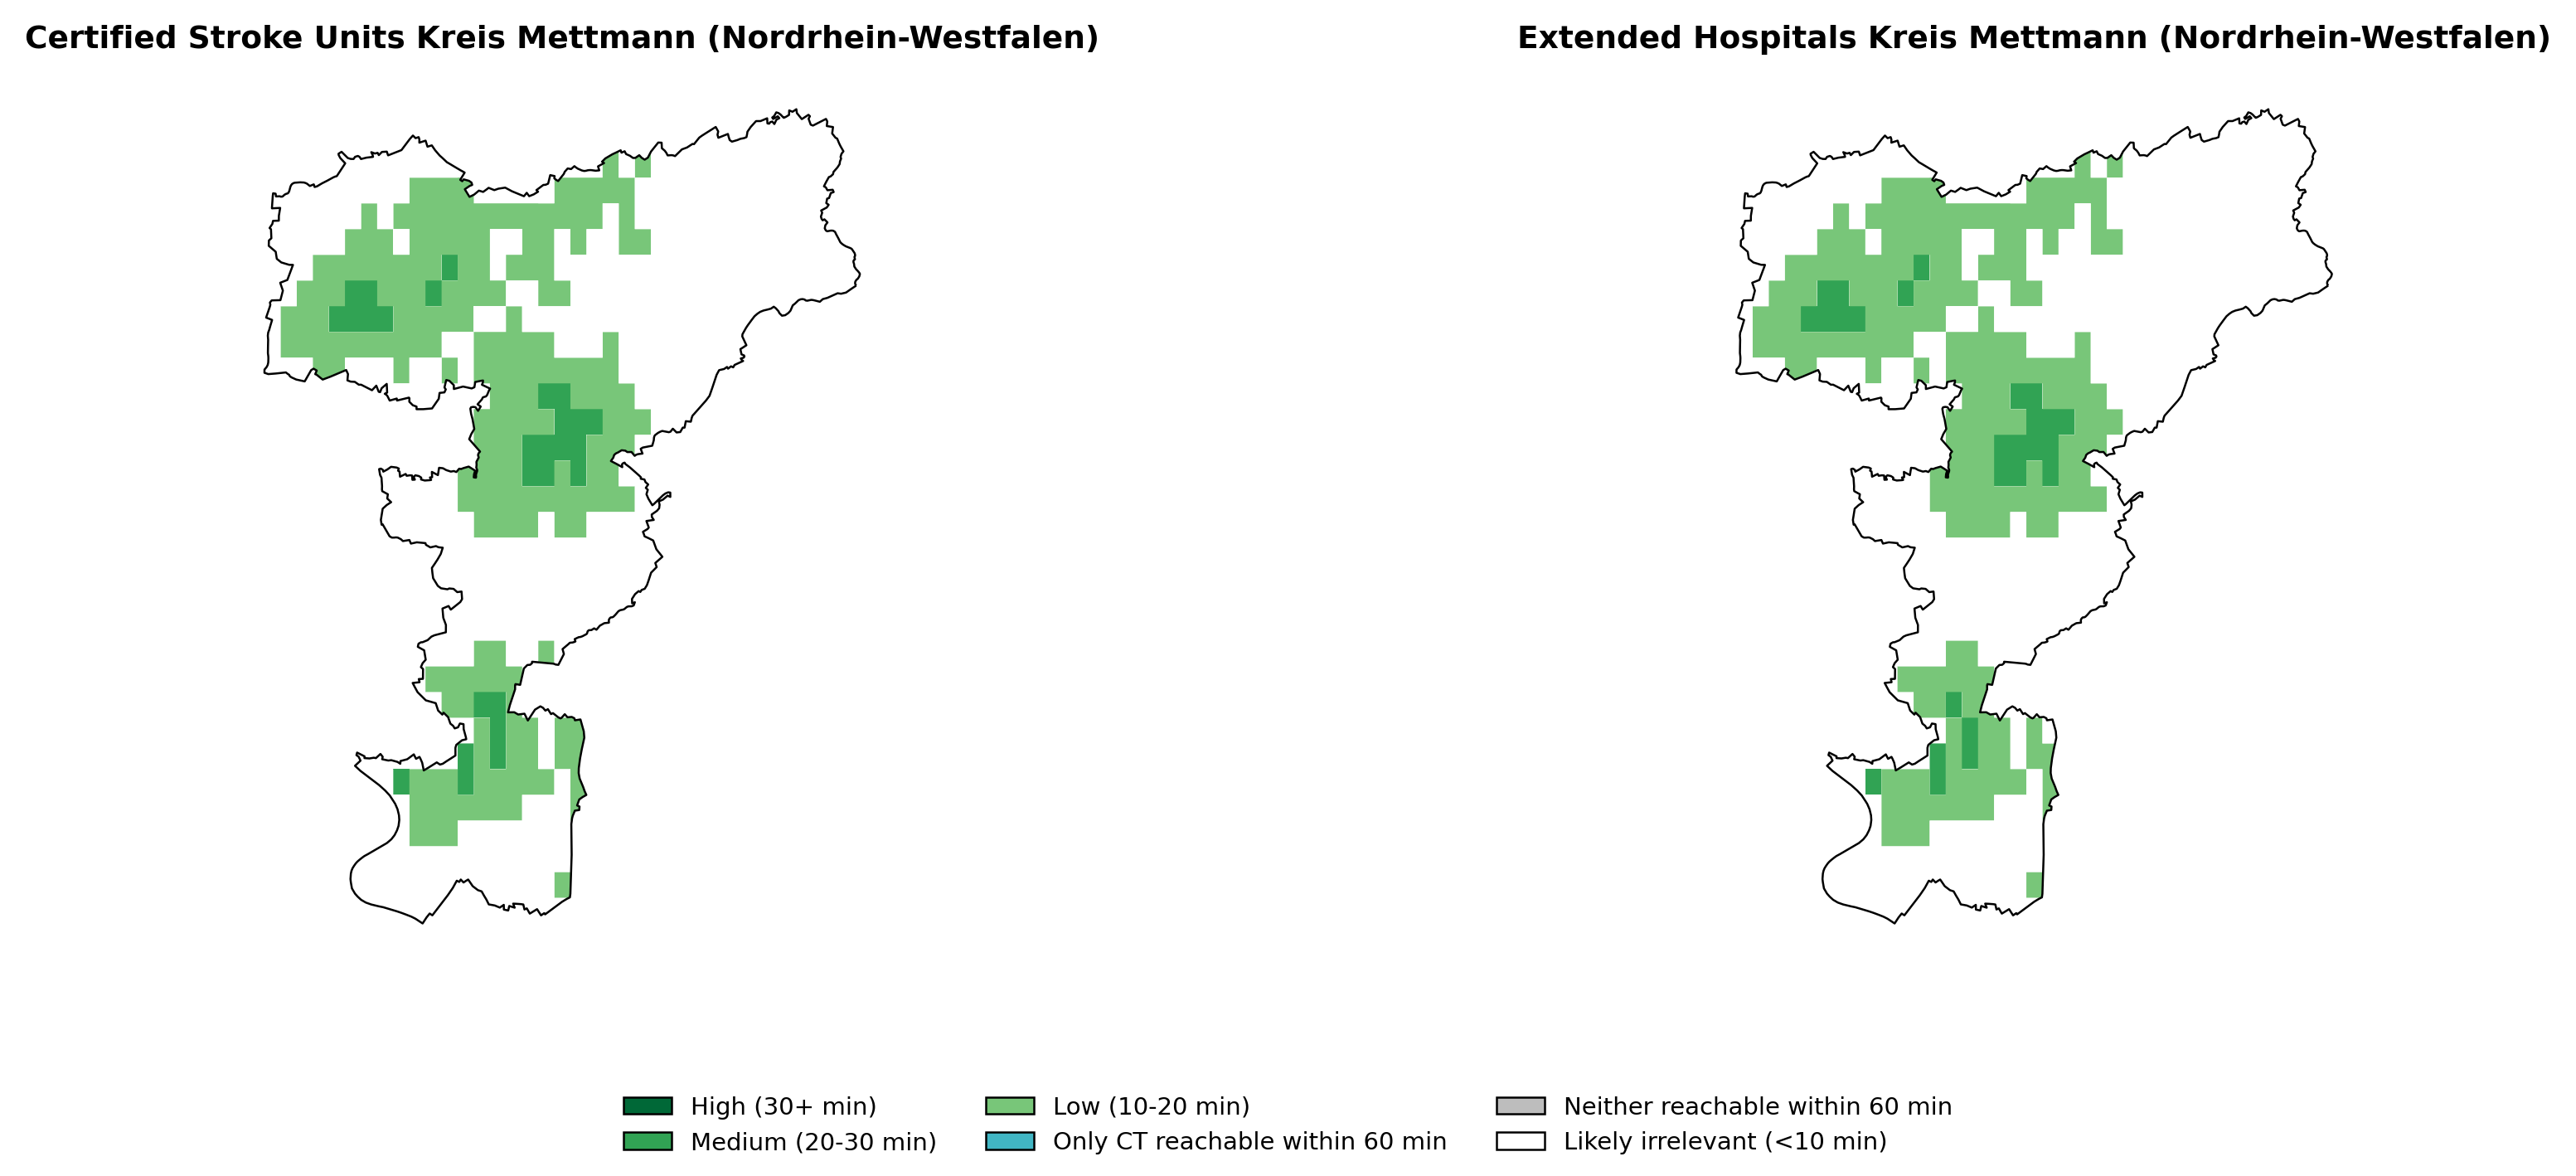 Certified Stroke Units Kreis Mettmann (Nordrhein-Westfalen)
Extended Hospitals Kreis Mettmann (Nordrhein-Westfalen)
High (30+ min)
Medium (20-30 min)
Low (10-20 min)
Only CT reachable within 60 min
Neither reachable within 60 min
Likely irrelevant (<10 min)